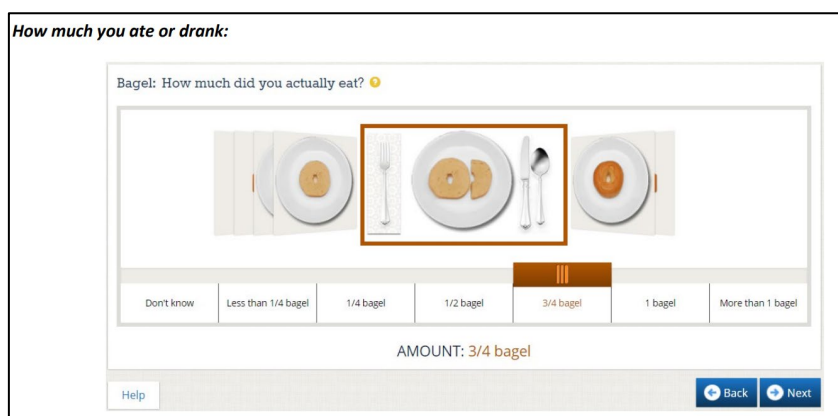 How much you ate or drank:
Bagel: How much did you actually eat? ?
Don't know
Less than 1/4 bagel
1/4 bagel
1/2 bagel
3/4 bagel
1 bagel
More than 1 bagel
AMOUNT: 3/4 bagel
Help
Back
Next